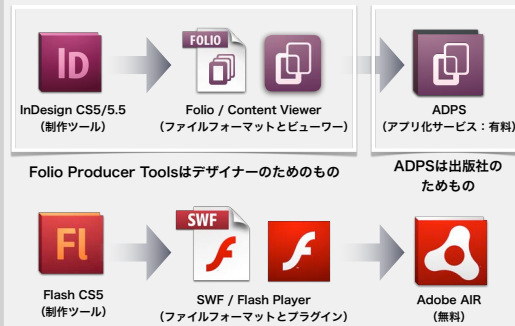 Id
FOLIO
InDesign CS5/5.5
（制作ツール）
Folio / Content Viewer
（ファイルフォーマットとビューワー）
ADPS
（アプリ化サービス：有料）
Folio Producer Toolsはデザイナーのためのもの
ADPSは出版社の
ためもの
Fl
SWF
Flash CS5
（制作ツール）
SWF / Flash Player
（ファイルフォーマットとプラグイン）
Adobe AIR
（無料）